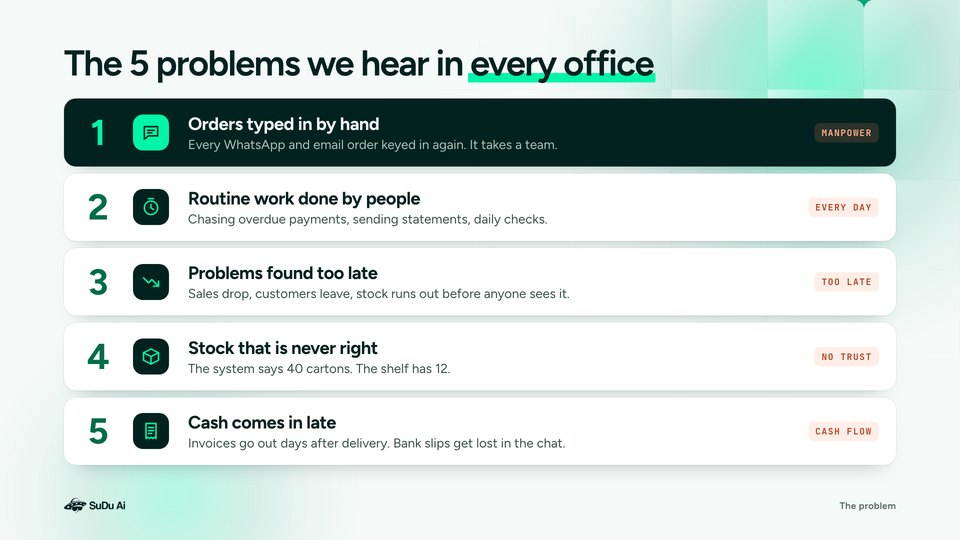 The 5 problems we hear in every office
1
Orders typed in by hand
Every WhatsApp and email order keyed in again. It takes a team.
MANPOWER
2
Routine work done by people
Chasing overdue payments, sending statements, daily checks.
EVERY DAY
3
Problems found too late
Sales drop, customers leave, stock runs out before anyone sees it.
TOO LATE
4
Stock that is never right
The system says 40 cartons. The shelf has 12.
NO TRUST
5
Cash comes in late
Invoices go out days after delivery. Bank slips get lost in the chat.
CASH FLOW
SuDu Ai
The problem